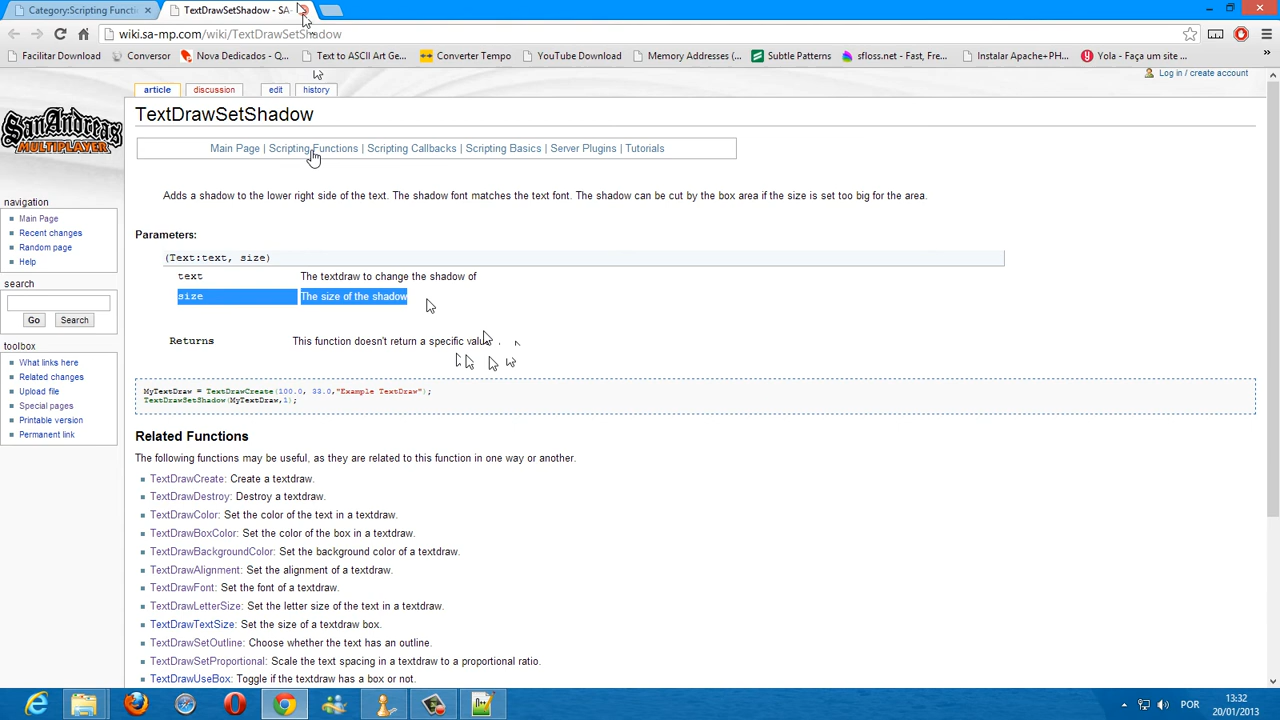 Category:Scripting Functi
TextDrawSetShadow - SA-
wiki.sa-mp.com/wiki/TextDrawSetShadow
Facilitar Download
Conversor
Nova Dedicados - Q...
Text to ASCII Art Ge...
Converter Tempo
YouTube Download
Memory Addresses (...
Subtle Patterns
sfloss.net - Fast, Fre...
Instalar Apache+PH...
Yola - Faça um site ...
»
Log in / create account
article
discussion
edit
history
SanAndreas
MULTIPLAYER
TextDrawSetShadow
Main Page | Scripting Functions | Scripting Callbacks | Scripting Basics | Server Plugins | Tutorials
Adds a shadow to the lower right side of the text. The shadow font matches the text font. The shadow can be cut by the box area if the size is set too big for the area.
navigation
Main Page
Recent changes
Random page
Help
search
Go
Search
toolbox
What links here
Related changes
Upload file
Special pages
Printable version
Permanent link
Parameters:
(Text:text, size)
text The textdraw to change the shadow of
size The size of the shadow
Returns This function doesn't return a specific value.
MyTextDraw = TextDrawCreate(100.0, 33.0,"Example TextDraw");
TextDrawSetShadow(MyTextDraw,1);
Related Functions
The following functions may be useful, as they are related to this function in one way or another.
TextDrawCreate: Create a textdraw.
TextDrawDestroy: Destroy a textdraw.
TextDrawColor: Set the color of the text in a textdraw.
TextDrawBoxColor: Set the color of the box in a textdraw.
TextDrawBackgroundColor: Set the background color of a textdraw.
TextDrawAlignment: Set the alignment of a textdraw.
TextDrawFont: Set the font of a textdraw.
TextDrawLetterSize: Set the letter size of the text in a textdraw.
TextDrawTextSize: Set the size of a textdraw box.
TextDrawSetOutline: Choose whether the text has an outline.
TextDrawSetProportional: Scale the text spacing in a textdraw to a proportional ratio.
TextDrawUseBox: Toggle if the textdraw has a box or not.
POR
13:32
20/01/2013